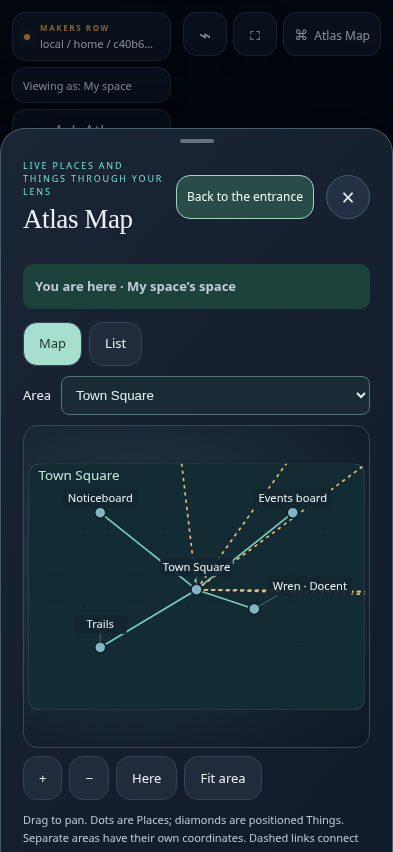 MAKERS ROW
local / home / c40b6...
Atlas Map
Viewing as: My space
LIVE PLACES AND
THINGS THROUGH YOUR
LENS
Atlas Map
Back to the entrance
You are here · My space's space
Map
List
Area
Town Square
Town Square
Noticeboard
Events board
Town Square
Wren · Docent
Trails
+
−
Here
Fit area
Drag to pan. Dots are Places; diamonds are positioned Things.
Separate areas have their own coordinates. Dashed links connect